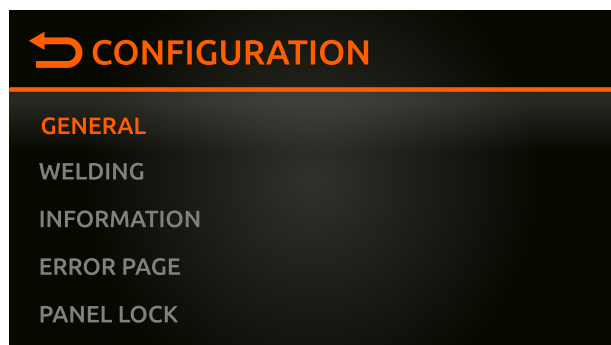 CONFIGURATION
GENERAL
WELDING
INFORMATION
ERROR PAGE
PANEL LOCK